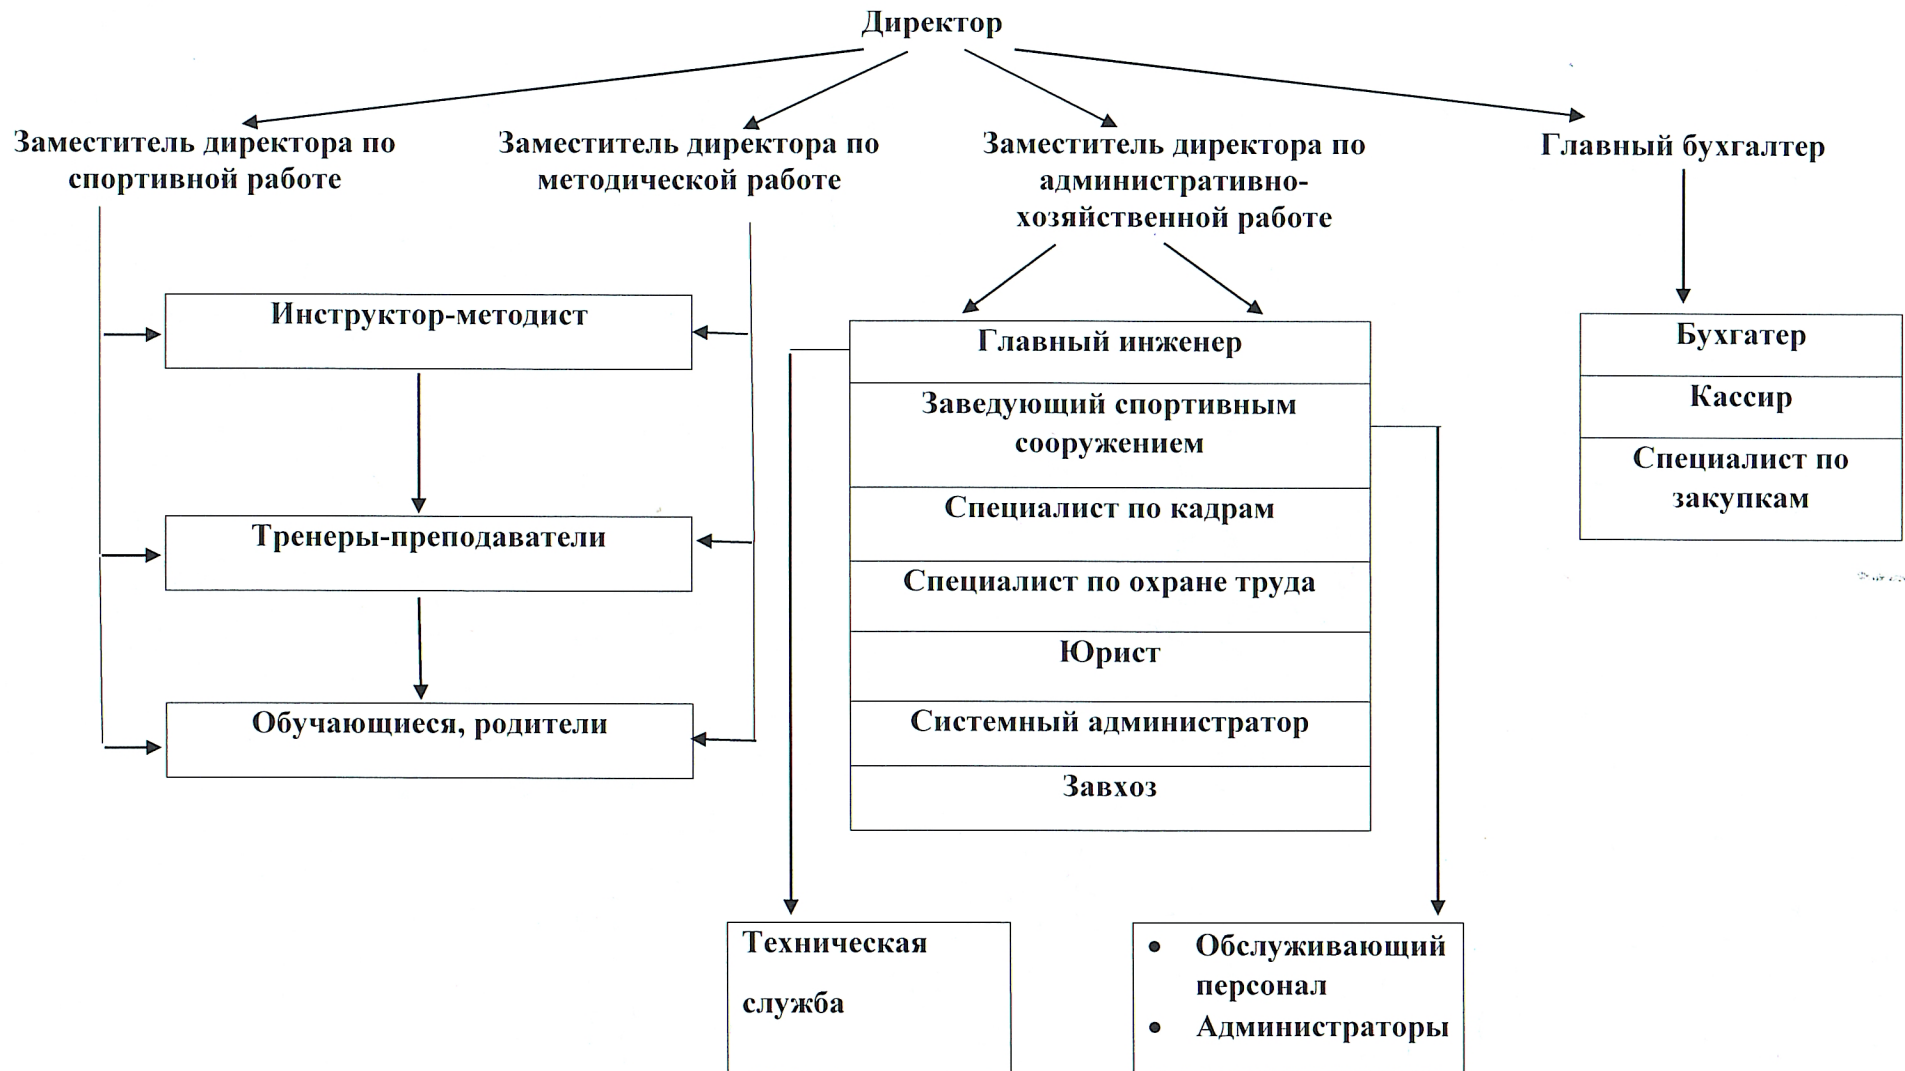 Директор
Заместитель директора по
спортивной работе
Заместитель директора по
методической работе
Заместитель директора по
административно-
хозяйственной работе
Главный бухгалтер
Инструктор-методист
Тренеры-преподаватели
Обучающиеся, родители
Главный инженер
Заведующий спортивным
сооружением
Специалист по кадрам
Специалист по охране труда
Юрист
Системный администратор
Завхоз
Бухгатер
Кассир
Специалист по
закупкам
Техническая
служба
• Обслуживающий
персонал
• Администраторы